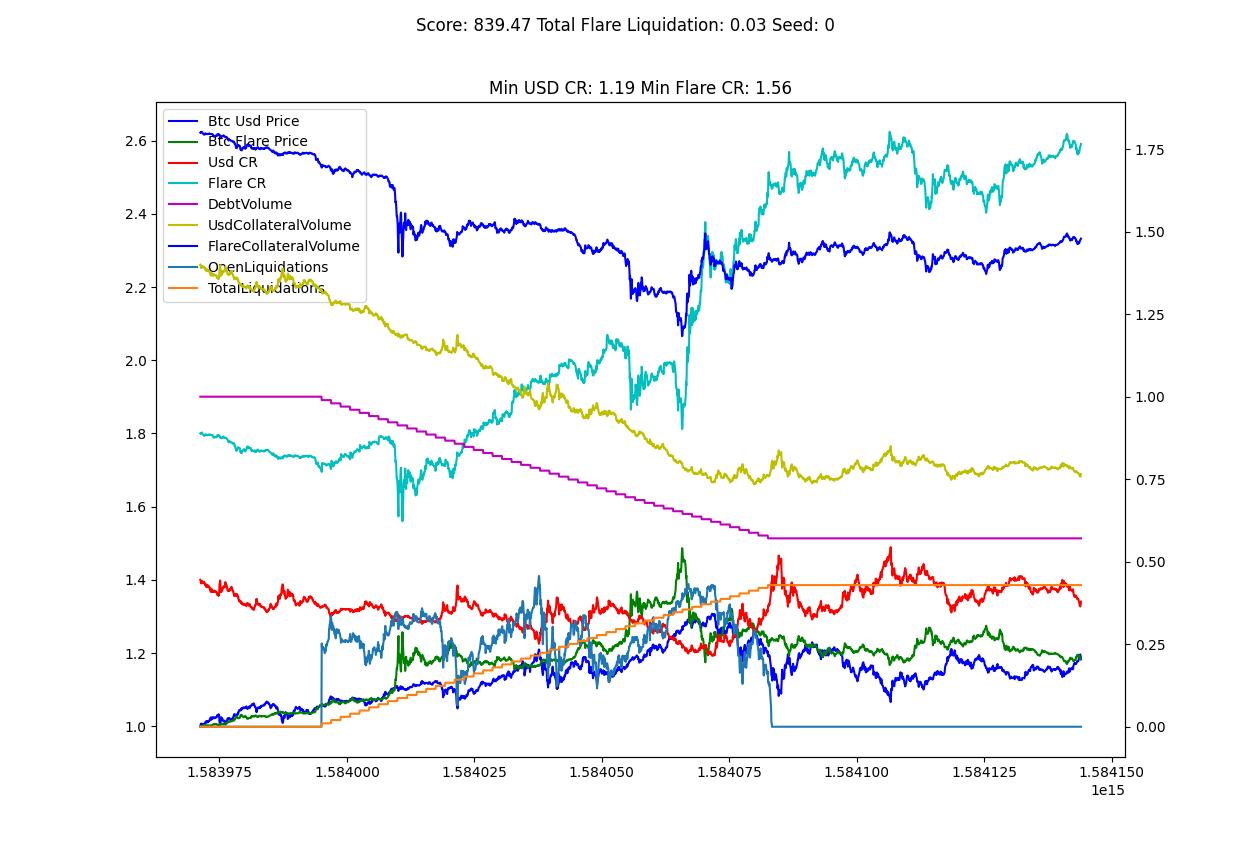 Score: 839.47 Total Flare Liquidation: 0.03 Seed: 0
Min USD CR: 1.19 Min Flare CR: 1.56
Btc Usd Price
Btc Flare Price
Usd CR
Flare CR
DebtVolume
UsdCollateralVolume
FlareCollateralVolume
OpenLiquidations
TotalLiquidations
2.6
2.4
2.2
2.0
1.8
1.6
1.4
1.2
1.0
1.75
1.50
1.25
1.00
0.75
0.50
0.25
0.00
1.583975 1.584000 1.584025 1.584050 1.584075 1.584100 1.584125 1.584150
1e15